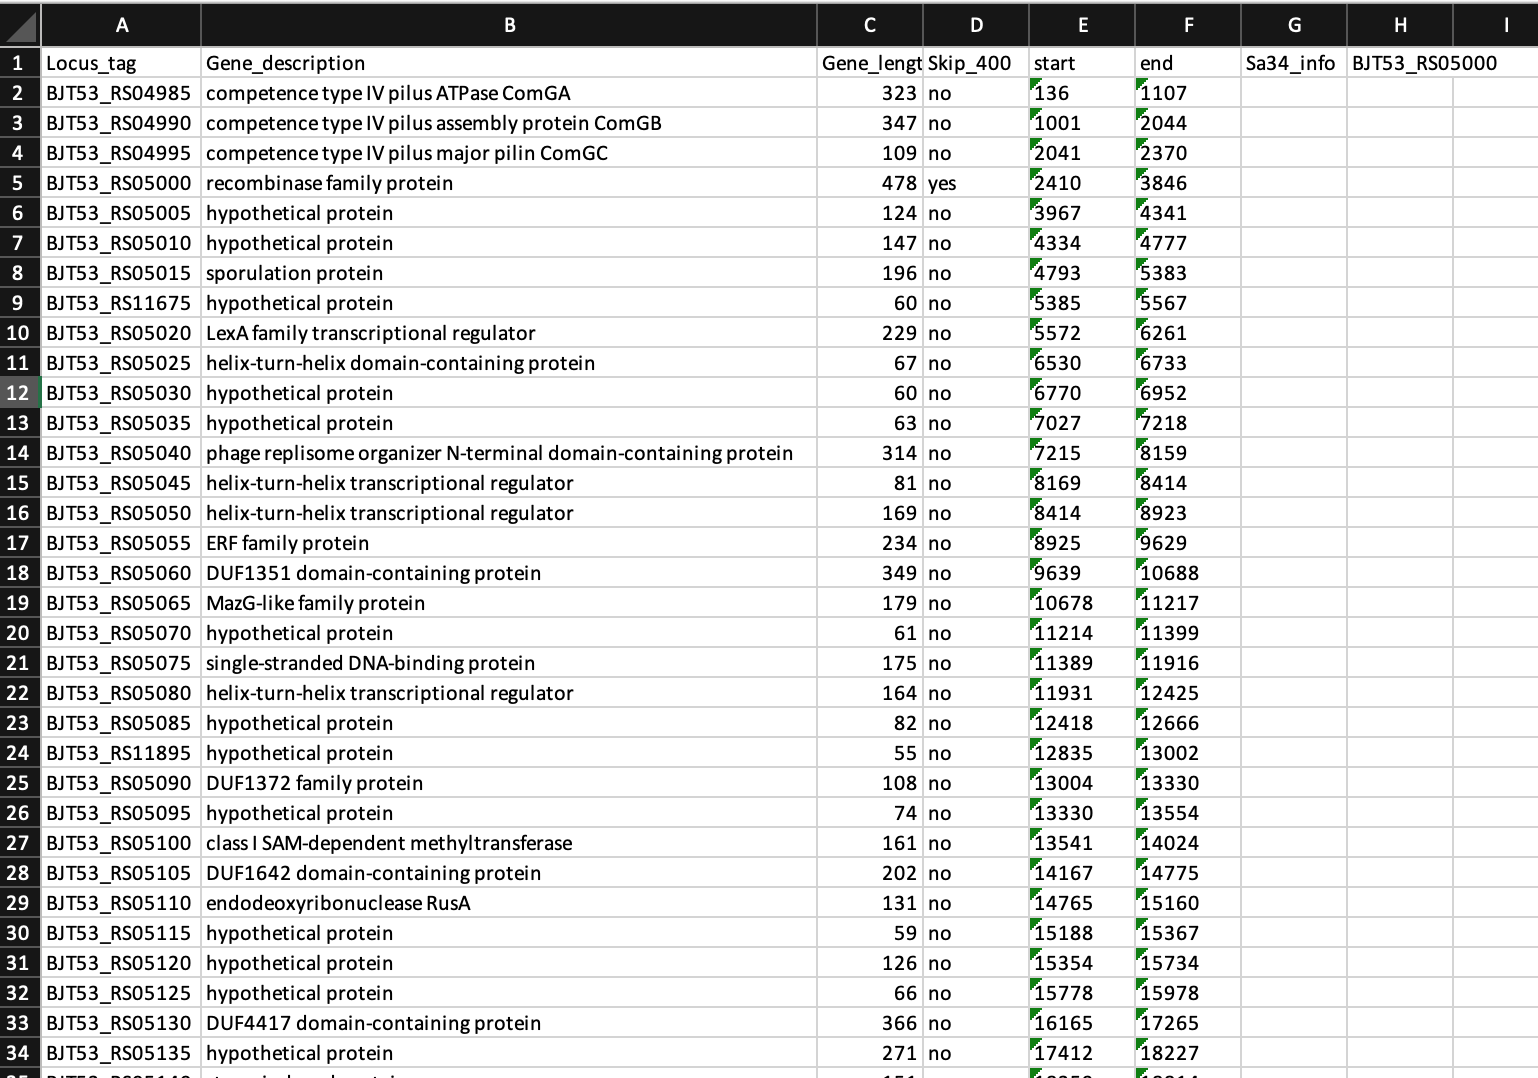 A B C D E F G H I
1 Locus_tag Gene_description Gene_lengt Skip_400 start end Sa34_info BJT53_RS05000
2 BJT53_RS04985 competence type IV pilus ATPase ComGA 323 no 136 1107
3 BJT53_RS04990 competence type IV pilus assembly protein ComGB 347 no 1001 2044
4 BJT53_RS04995 competence type IV pilus major pilin ComGC 109 no 2041 2370
5 BJT53_RS05000 recombinase family protein 478 yes 2410 3846
6 BJT53_RS05005 hypothetical protein 124 no 3967 4341
7 BJT53_RS05010 hypothetical protein 147 no 4334 4777
8 BJT53_RS05015 sporulation protein 196 no 4793 5383
9 BJT53_RS11675 hypothetical protein 60 no 5385 5567
10 BJT53_RS05020 LexA family transcriptional regulator 229 no 5572 6261
11 BJT53_RS05025 helix-turn-helix domain-containing protein 67 no 6530 6733
12 BJT53_RS05030 hypothetical protein 60 no 6770 6952
13 BJT53_RS05035 hypothetical protein 63 no 7027 7218
14 BJT53_RS05040 phage replisome organizer N-terminal domain-containing protein 314 no 7215 8159
15 BJT53_RS05045 helix-turn-helix transcriptional regulator 81 no 8169 8414
16 BJT53_RS05050 helix-turn-helix transcriptional regulator 169 no 8414 8923
17 BJT53_RS05055 ERF family protein 234 no 8925 9629
18 BJT53_RS05060 DUF1351 domain-containing protein 349 no 9639 10688
19 BJT53_RS05065 MazG-like family protein 179 no 10678 11217
20 BJT53_RS05070 hypothetical protein 61 no 11214 11399
21 BJT53_RS05075 single-stranded DNA-binding protein 175 no 11389 11916
22 BJT53_RS05080 helix-turn-helix transcriptional regulator 164 no 11931 12425
23 BJT53_RS05085 hypothetical protein 82 no 12418 12666
24 BJT53_RS11895 hypothetical protein 55 no 12835 13002
25 BJT53_RS05090 DUF1372 family protein 108 no 13004 13330
26 BJT53_RS05095 hypothetical protein 74 no 13330 13554
27 BJT53_RS05100 class I SAM-dependent methyltransferase 161 no 13541 14024
28 BJT53_RS05105 DUF1642 domain-containing protein 202 no 14167 14775
29 BJT53_RS05110 endodeoxyribonuclease RusA 131 no 14765 15160
30 BJT53_RS05115 hypothetical protein 59 no 15188 15367
31 BJT53_RS05120 hypothetical protein 126 no 15354 15734
32 BJT53_RS05125 hypothetical protein 66 no 15778 15978
33 BJT53_RS05130 DUF4417 domain-containing protein 366 no 16165 17265
34 BJT53_RS05135 hypothetical protein 271 no 17412 18227